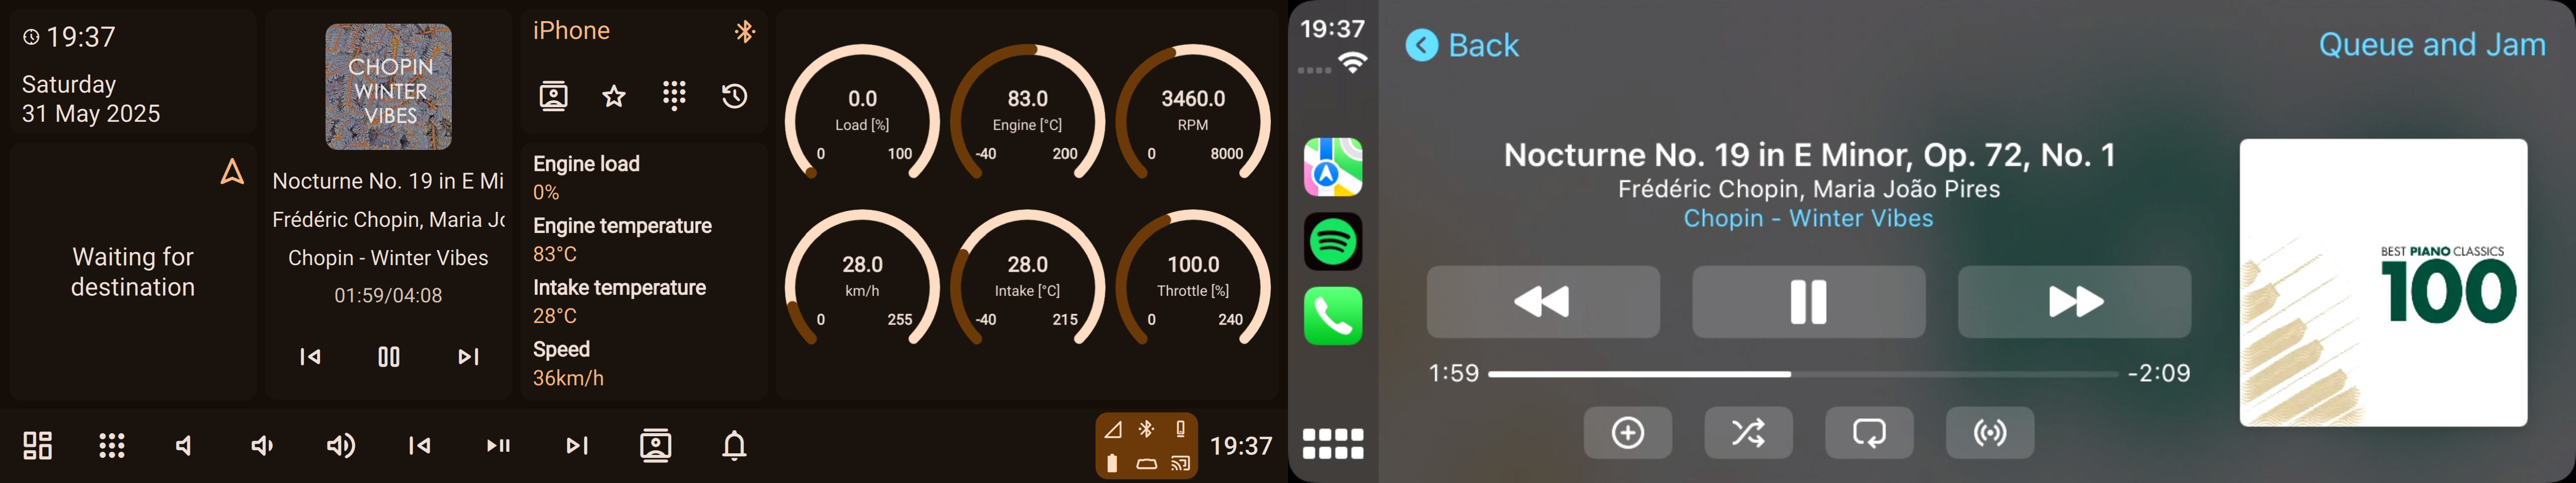 19:37
Saturday
31 May 2025
Waiting for
destination
CHOPIN
WINTER
VIBES
Nocturne No. 19 in E Mi
Frédéric Chopin, Maria Jo
Chopin - Winter Vibes
01:59/04:08
iPhone
Engine load
0%
Engine temperature
83°C
Intake temperature
28°C
Speed
36km/h
0.0
Load [%]
0 100
83.0
Engine [°C]
-40 200
3460.0
RPM
0 8000
28.0
km/h
0 255
28.0
Intake [°C]
-40 215
100.0
Throttle [%]
0 240
19:37
19:37
Back
Queue and Jam
Nocturne No. 19 in E Minor, Op. 72, No. 1
Frédéric Chopin, Maria João Pires
Chopin - Winter Vibes
1:59 -2:09
BEST PIANO CLASSICS
100